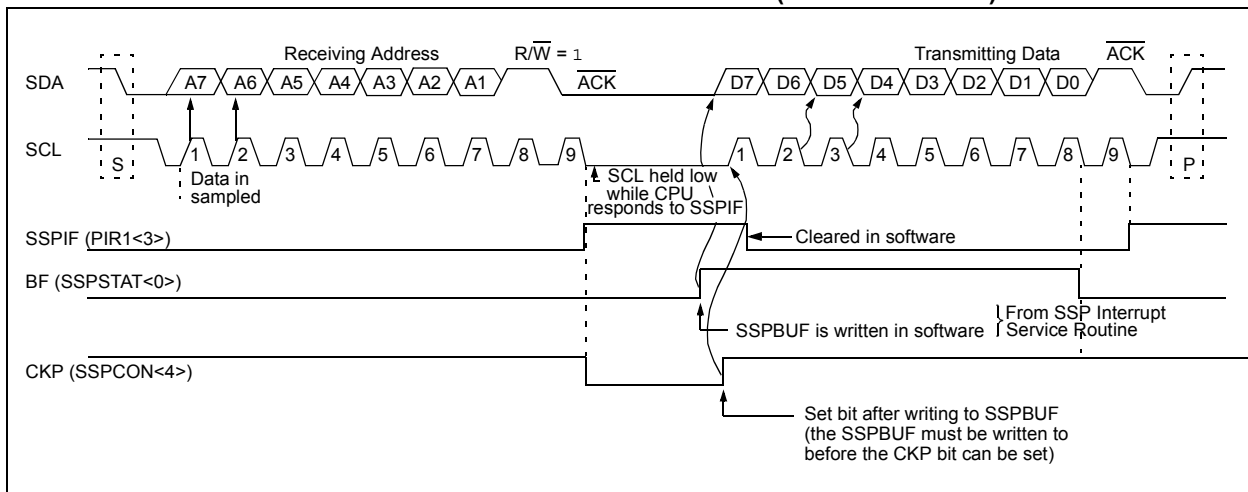 Receiving Address R/W = 1 Transmitting Data ACK
SDA A7 A6 A5 A4 A3 A2 A1 ACK D7 D6 D5 D4 D3 D2 D1 D0
SCL S 1 2 3 4 5 6 7 8 9 1 2 3 4 5 6 7 8 9 P
Data in
sampled
SCL held low
while CPU
responds to SSPIF
SSPIF (PIR1<3>)
Cleared in software
BF (SSPSTAT<0>)
SSPBUF is written in software
From SSP Interrupt
Service Routine
CKP (SSPCON<4>)
Set bit after writing to SSPBUF
(the SSPBUF must be written to
before the CKP bit can be set)